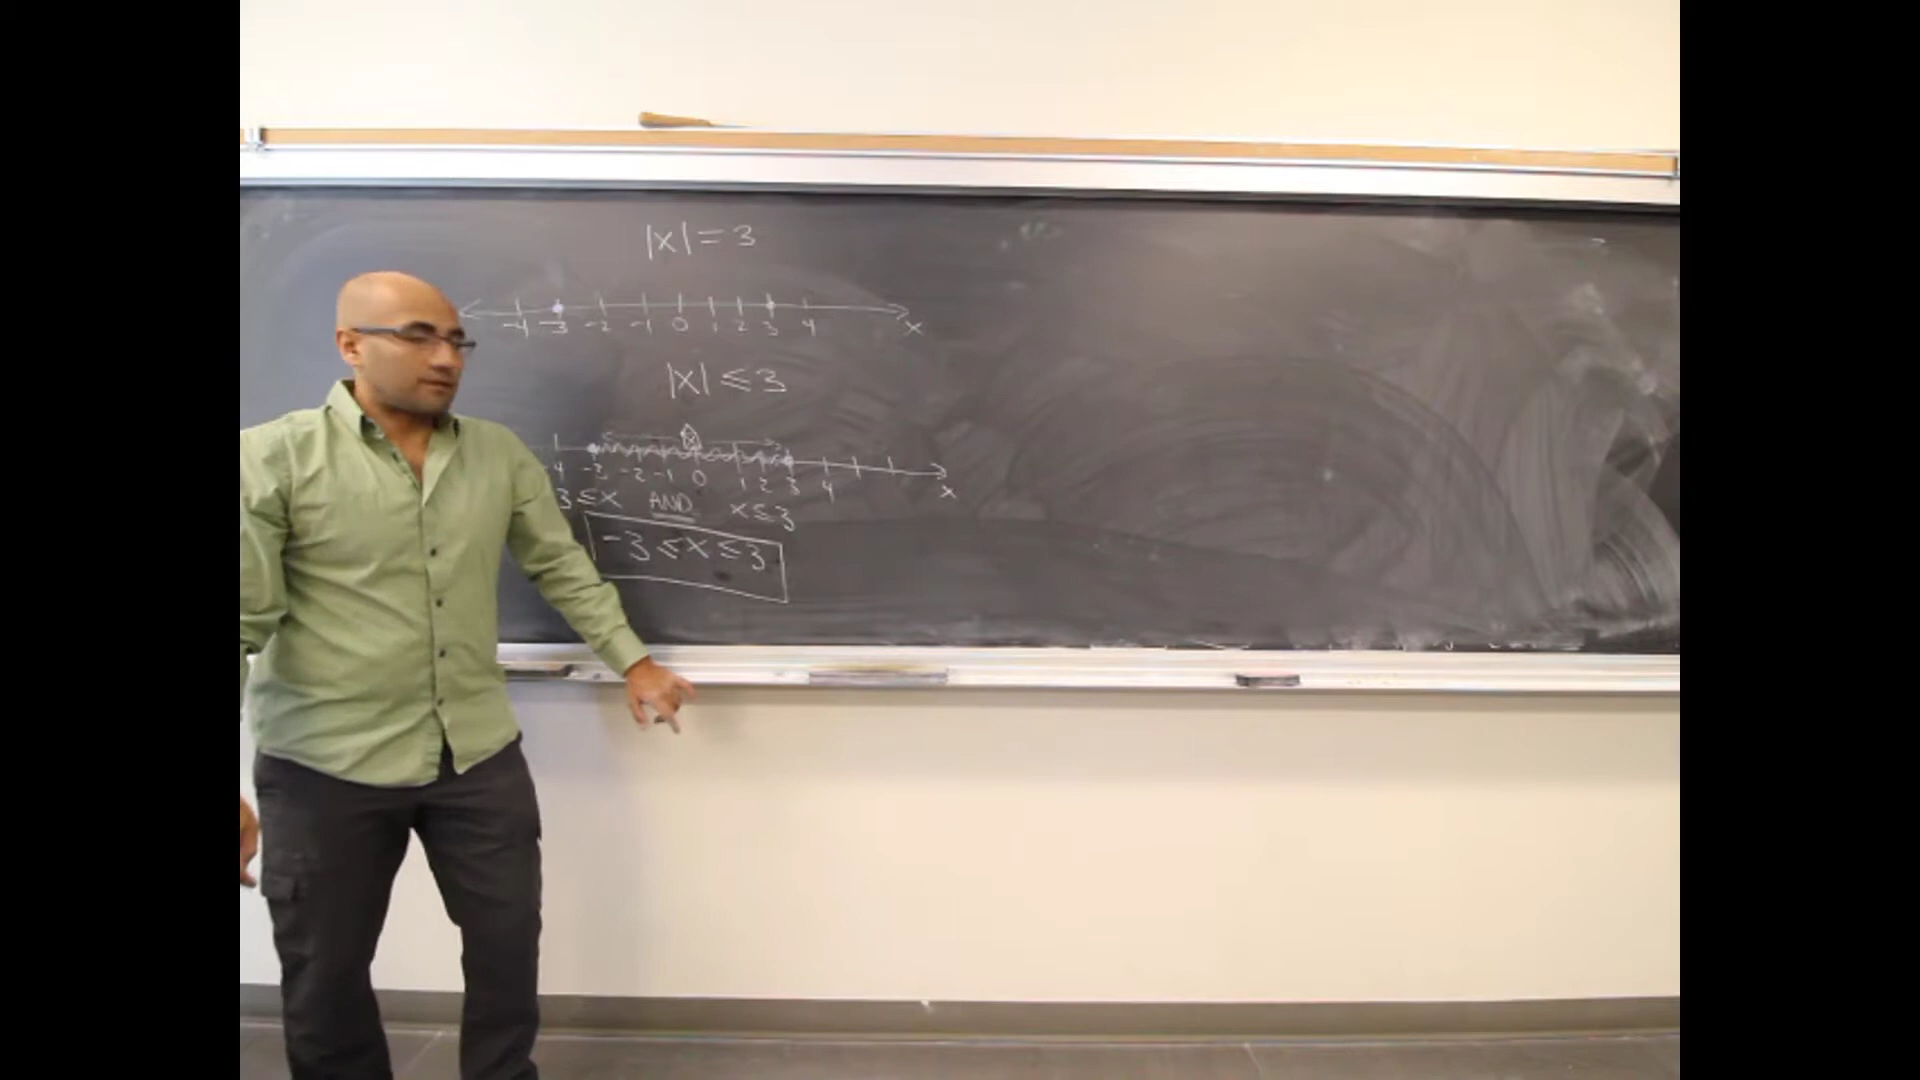 |x| = 3
-4 -3 -2 -1 0 1 2 3 4 x
|x| ≤ 3
-4 -3 -2 -1 0 1 2 3 4 x
3 ≤ x AND x ≤ 3
-3 ≤ x ≤ 3